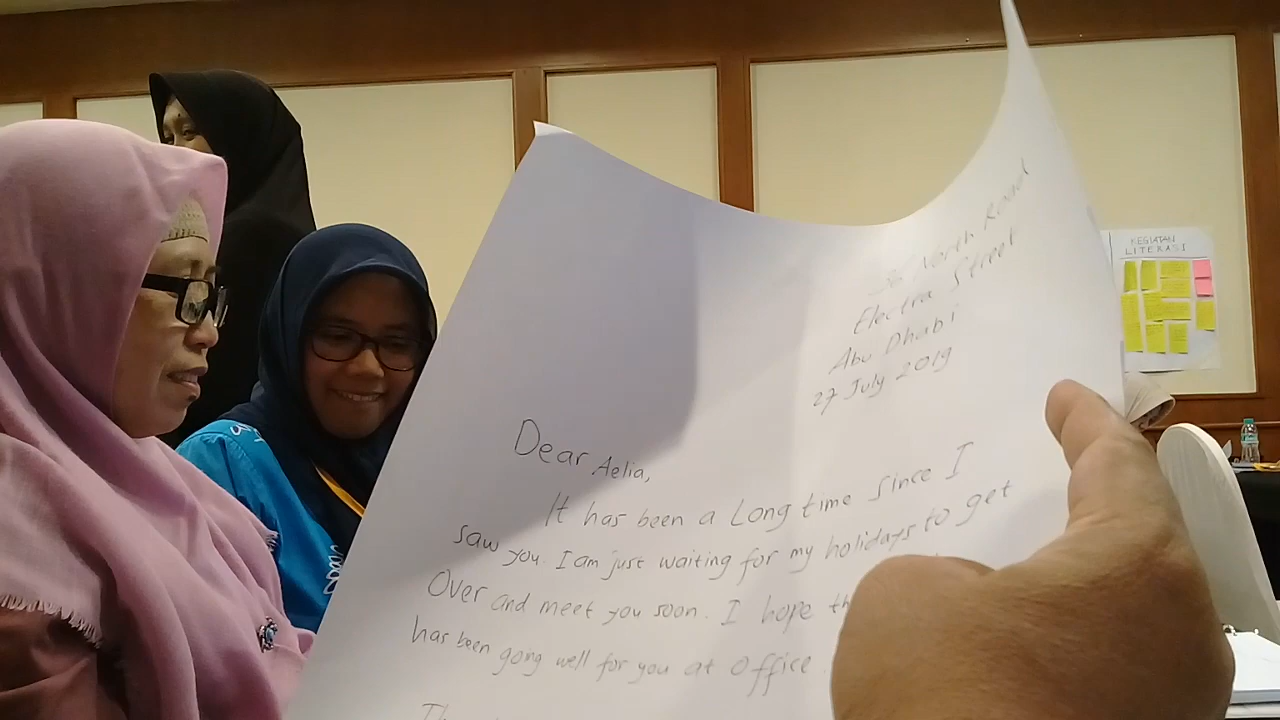 North Road
Electra Street
Abu Dhabi
27 July 2019
Dear Aelia,
It has been a Long time since I
saw you. I am just waiting for my holidays to get
Over and meet you soon. I hope
has been going well for you at office
KEGIATAN
LITERASI